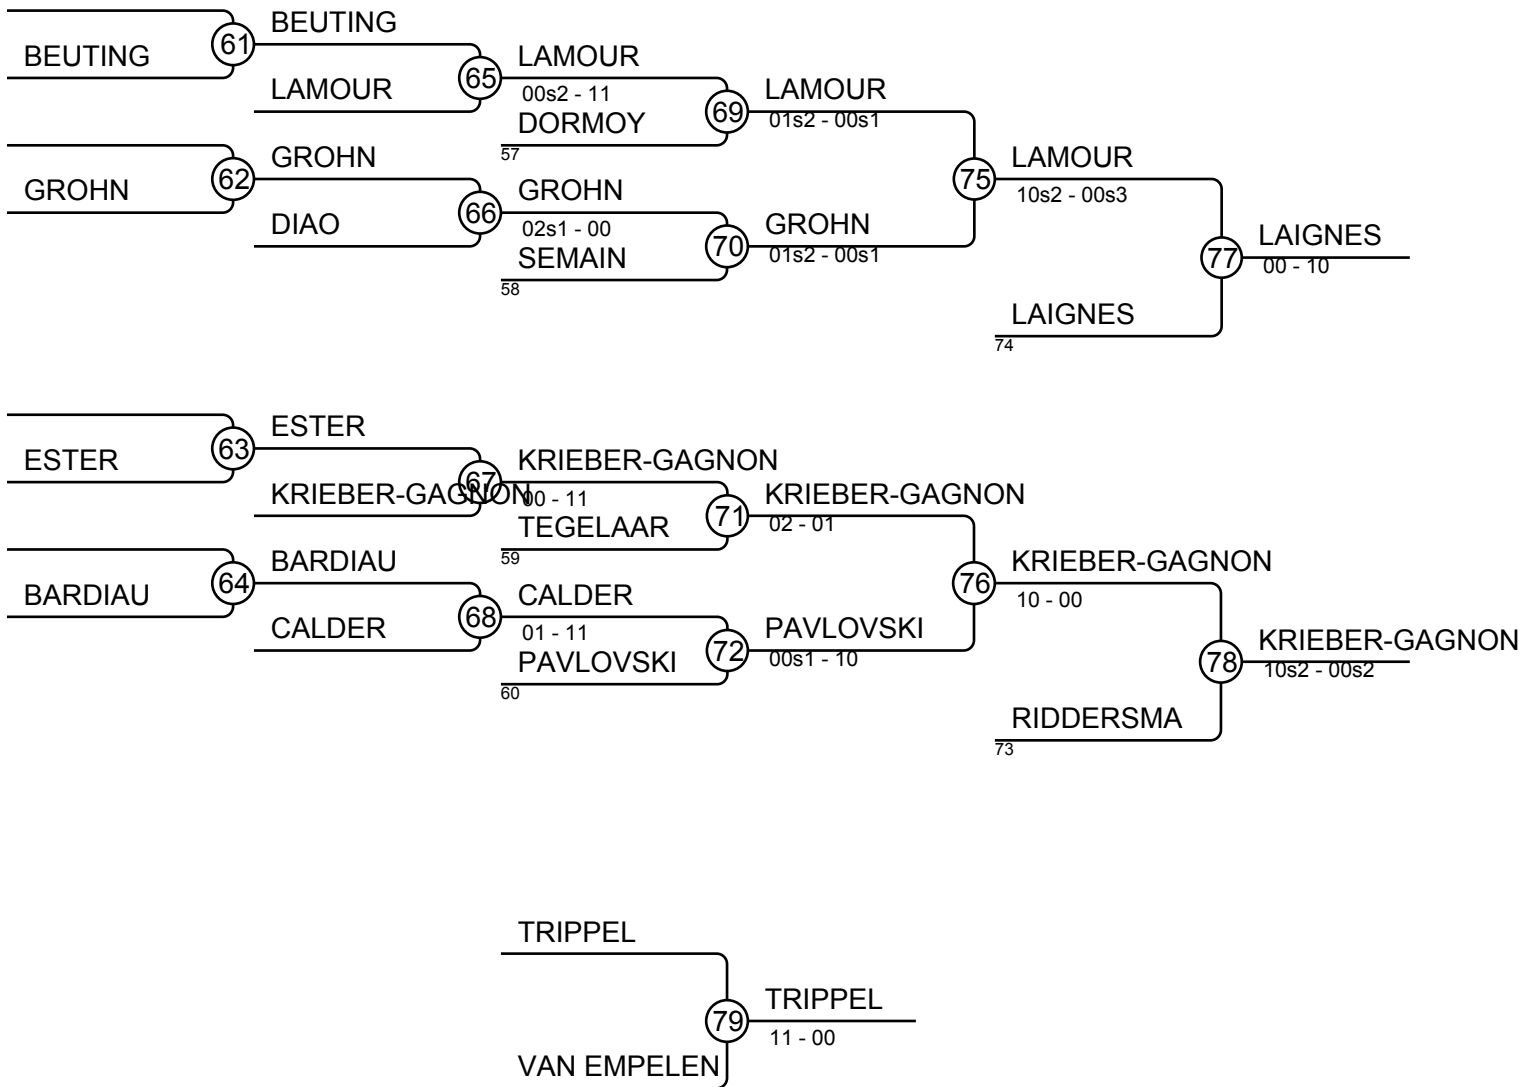 BEUTING
61
BEUTING
LAMOUR
65
LAMOUR
00s2 - 11
DORMOY
57
69
LAMOUR
01s2 - 00s1
GROHN
62
GROHN
DIAO
66
GROHN
02s1 - 00
SEMAIN
58
70
GROHN
01s2 - 00s1
75
LAMOUR
10s2 - 00s3
LAIGNES
74
77
LAIGNES
00 - 10
ESTER
63
ESTER
KRIEBER-GAGNON
67
KRIEBER-GAGNON
00 - 11
TEGELAAR
59
71
KRIEBER-GAGNON
02 - 01
BARDIAU
64
BARDIAU
CALDER
68
CALDER
01 - 11
PAVLOVSKI
60
72
PAVLOVSKI
00s1 - 10
76
KRIEBER-GAGNON
10 - 00
RIDDERSMA
73
78
KRIEBER-GAGNON
10s2 - 00s2
TRIPPEL
VAN EMPELEN
79
TRIPPEL
11 - 00